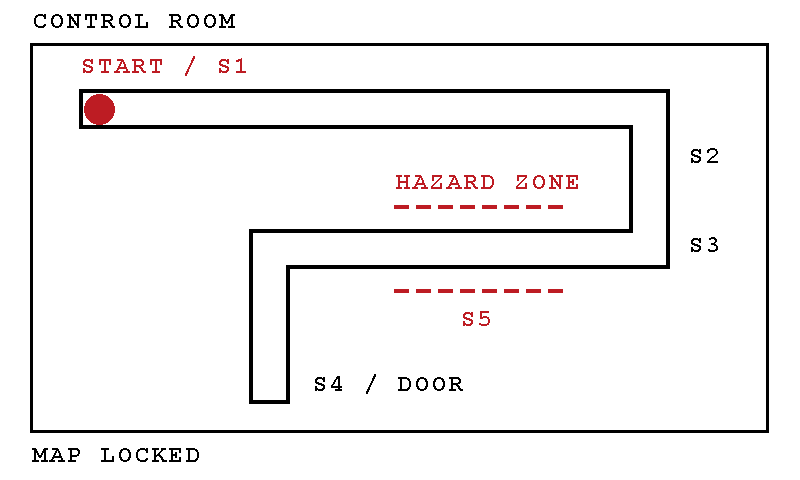 CONTROL ROOM
START / S1
S2
HAZARD ZONE
S3
S5
S4 / DOOR
MAP LOCKED